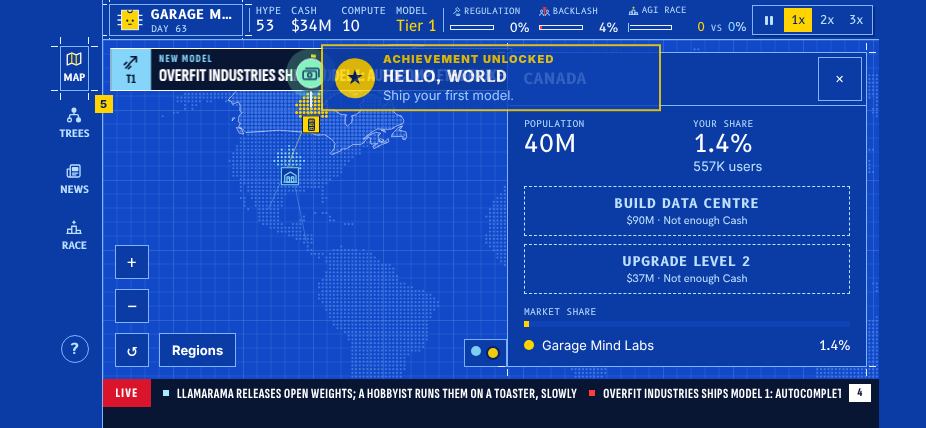 GARAGE M...
DAY 63
HYPE
53
CASH
$34M
COMPUTE
10
MODEL
Tier 1
REGULATION
0%
BACKLASH
4%
AGI RACE
0 vs 0%
1x
2x
3x
MAP
5
TREES
NEWS
RACE
?
T1
NEW MODEL
OVERFIT INDUSTRIES SH
ACHIEVEMENT UNLOCKED
HELLO, WORLD
Ship your first model.
CANADA
×
POPULATION
40M
YOUR SHARE
1.4%
557K users
BUILD DATA CENTRE
$90M · Not enough Cash
UPGRADE LEVEL 2
$37M · Not enough Cash
MARKET SHARE
Garage Mind Labs
1.4%
+
−
↺
Regions
LIVE
LLAMARAMA RELEASES OPEN WEIGHTS; A HOBBYIST RUNS THEM ON A TOASTER, SLOWLY
OVERFIT INDUSTRIES SHIPS MODEL 1: AUTOCOMPLET
4